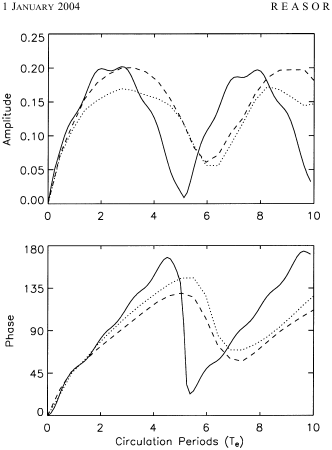 1 JANUARY 2004 REASOR
0.25
0.20
0.15
0.10
0.05
0.00
Amplitude
0 2 4 6 8 10
180
135
90
45
0
Phase
0 2 4 6 8 10
Circulation Periods (Te)